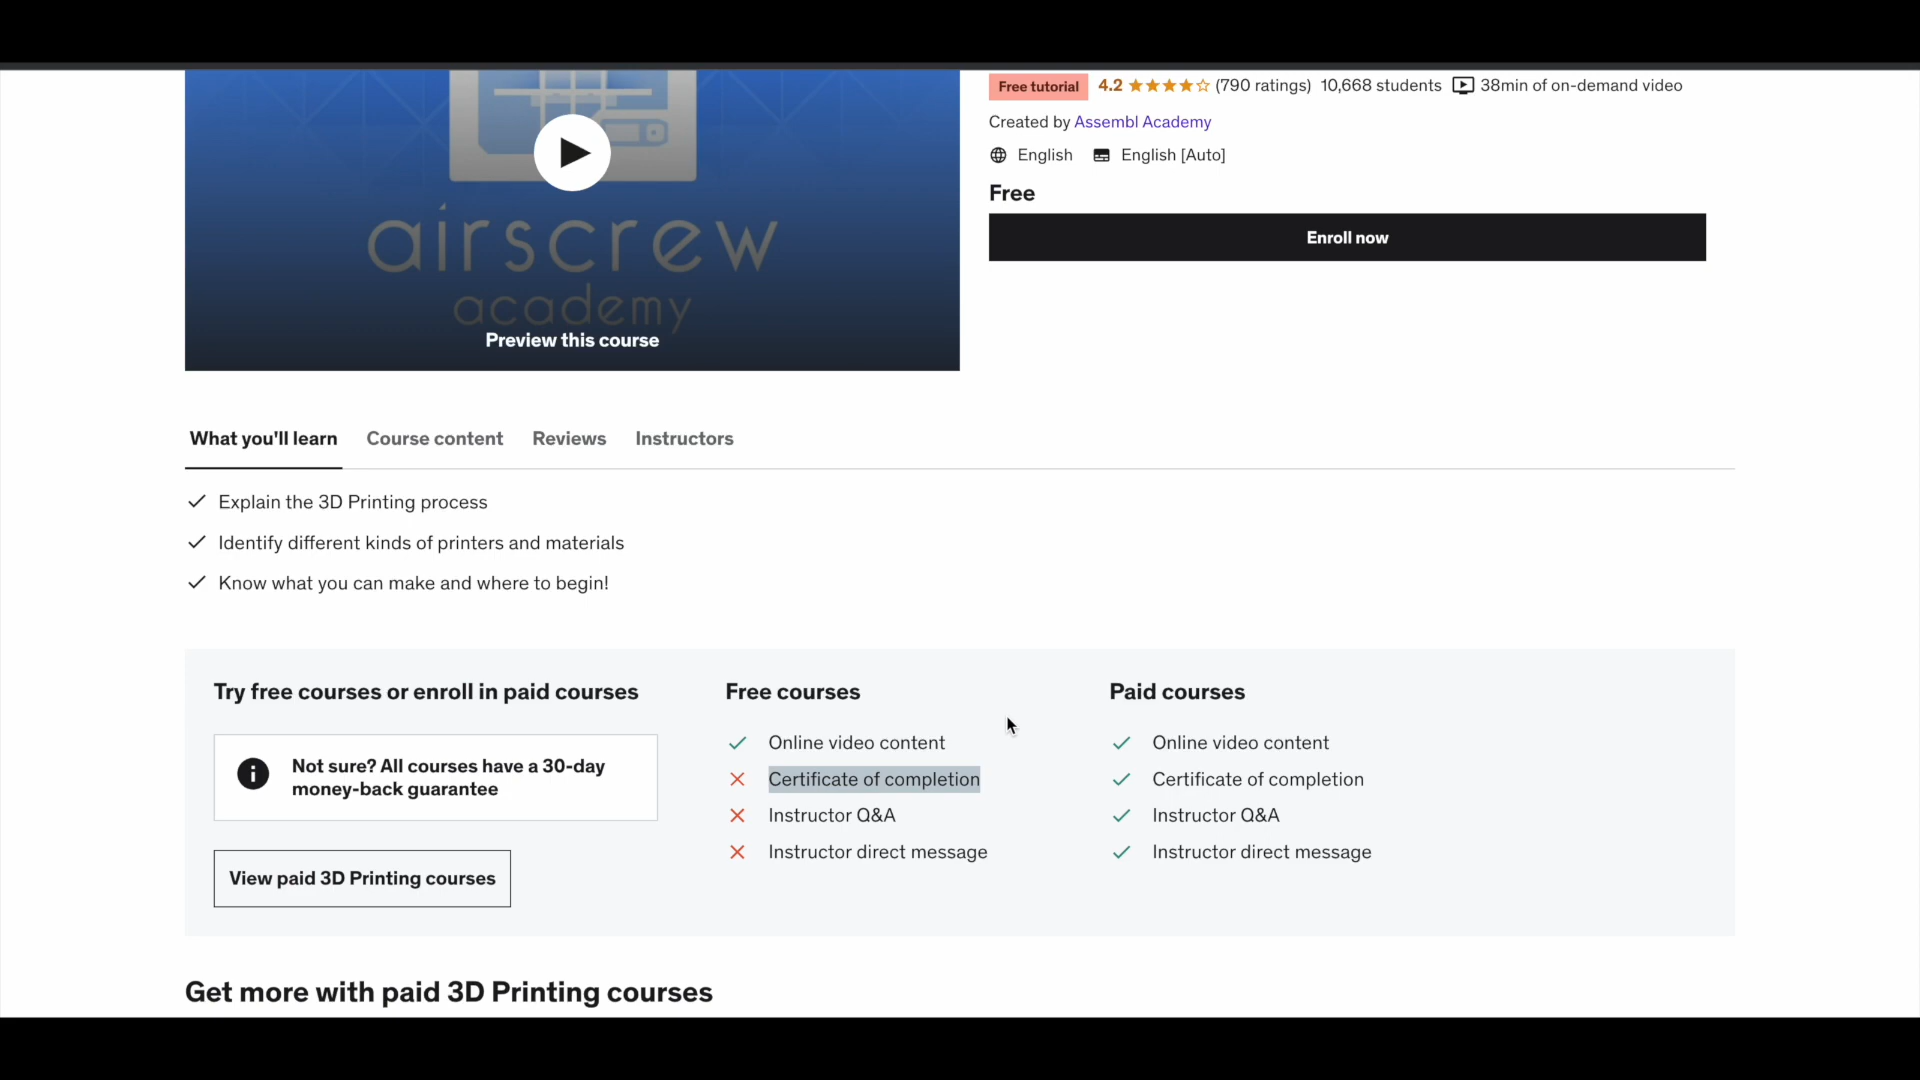 Free tutorial 4.2 (790 ratings) 10,668 students 38min of on-demand video
Created by Assembl Academy
English English [Auto]
Free
Enroll now
airscrew
academy
Preview this course
What you'll learn Course content Reviews Instructors
Explain the 3D Printing process
Identify different kinds of printers and materials
Know what you can make and where to begin!
Try free courses or enroll in paid courses
Not sure? All courses have a 30-day
money-back guarantee
View paid 3D Printing courses
Free courses
Online video content
Certificate of completion
Instructor Q&A
Instructor direct message
Paid courses
Online video content
Certificate of completion
Instructor Q&A
Instructor direct message
Get more with paid 3D Printing courses